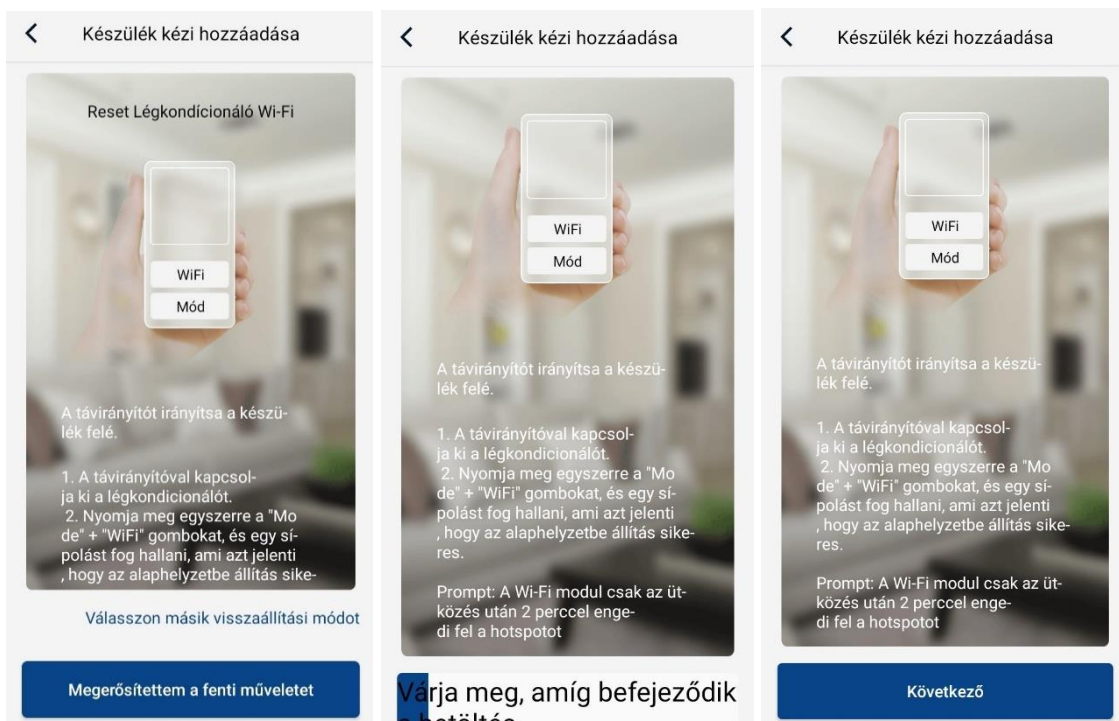 Készülék kézi hozzáadása
Reset Légkondícionáló Wi-Fi
WiFi
Mód
A távirányítót irányítsa a készü-
lék felé.
1. A távirányítóval kapcsol-
ja ki a légkondicionálót.
2. Nyomja meg egyszerre a "Mo
de" + "WiFi" gombokat, és egy sí-
polást fog hallani, ami azt jelenti
, hogy az alaphelyzetbe állítás sike-
Válasszon másik visszaállítási módot
Megerősítettem a fenti műveletet
Készülék kézi hozzáadása
WiFi
Mód
A távirányítót irányítsa a készü-
lék felé.
1. A távirányítóval kapcsol-
ja ki a légkondicionálót.
2. Nyomja meg egyszerre a "Mo
de" + "WiFi" gombokat, és egy sí-
polást fog hallani, ami azt jelenti
, hogy az alaphelyzetbe állítás sike-
res.
Prompt: A Wi-Fi modul csak az üt-
közés után 2 perccel enge-
di fel a hotspotot
Várja meg, amíg befejeződik
a betöltés
Készülék kézi hozzáadása
WiFi
Mód
A távirányítót irányítsa a készü-
lék felé.
1. A távirányítóval kapcsol-
ja ki a légkondicionálót.
2. Nyomja meg egyszerre a "Mo
de" + "WiFi" gombokat, és egy sí-
polást fog hallani, ami azt jelenti
, hogy az alaphelyzetbe állítás sike-
res.
Prompt: A Wi-Fi modul csak az üt-
közés után 2 perccel enge-
di fel a hotspotot
Következő